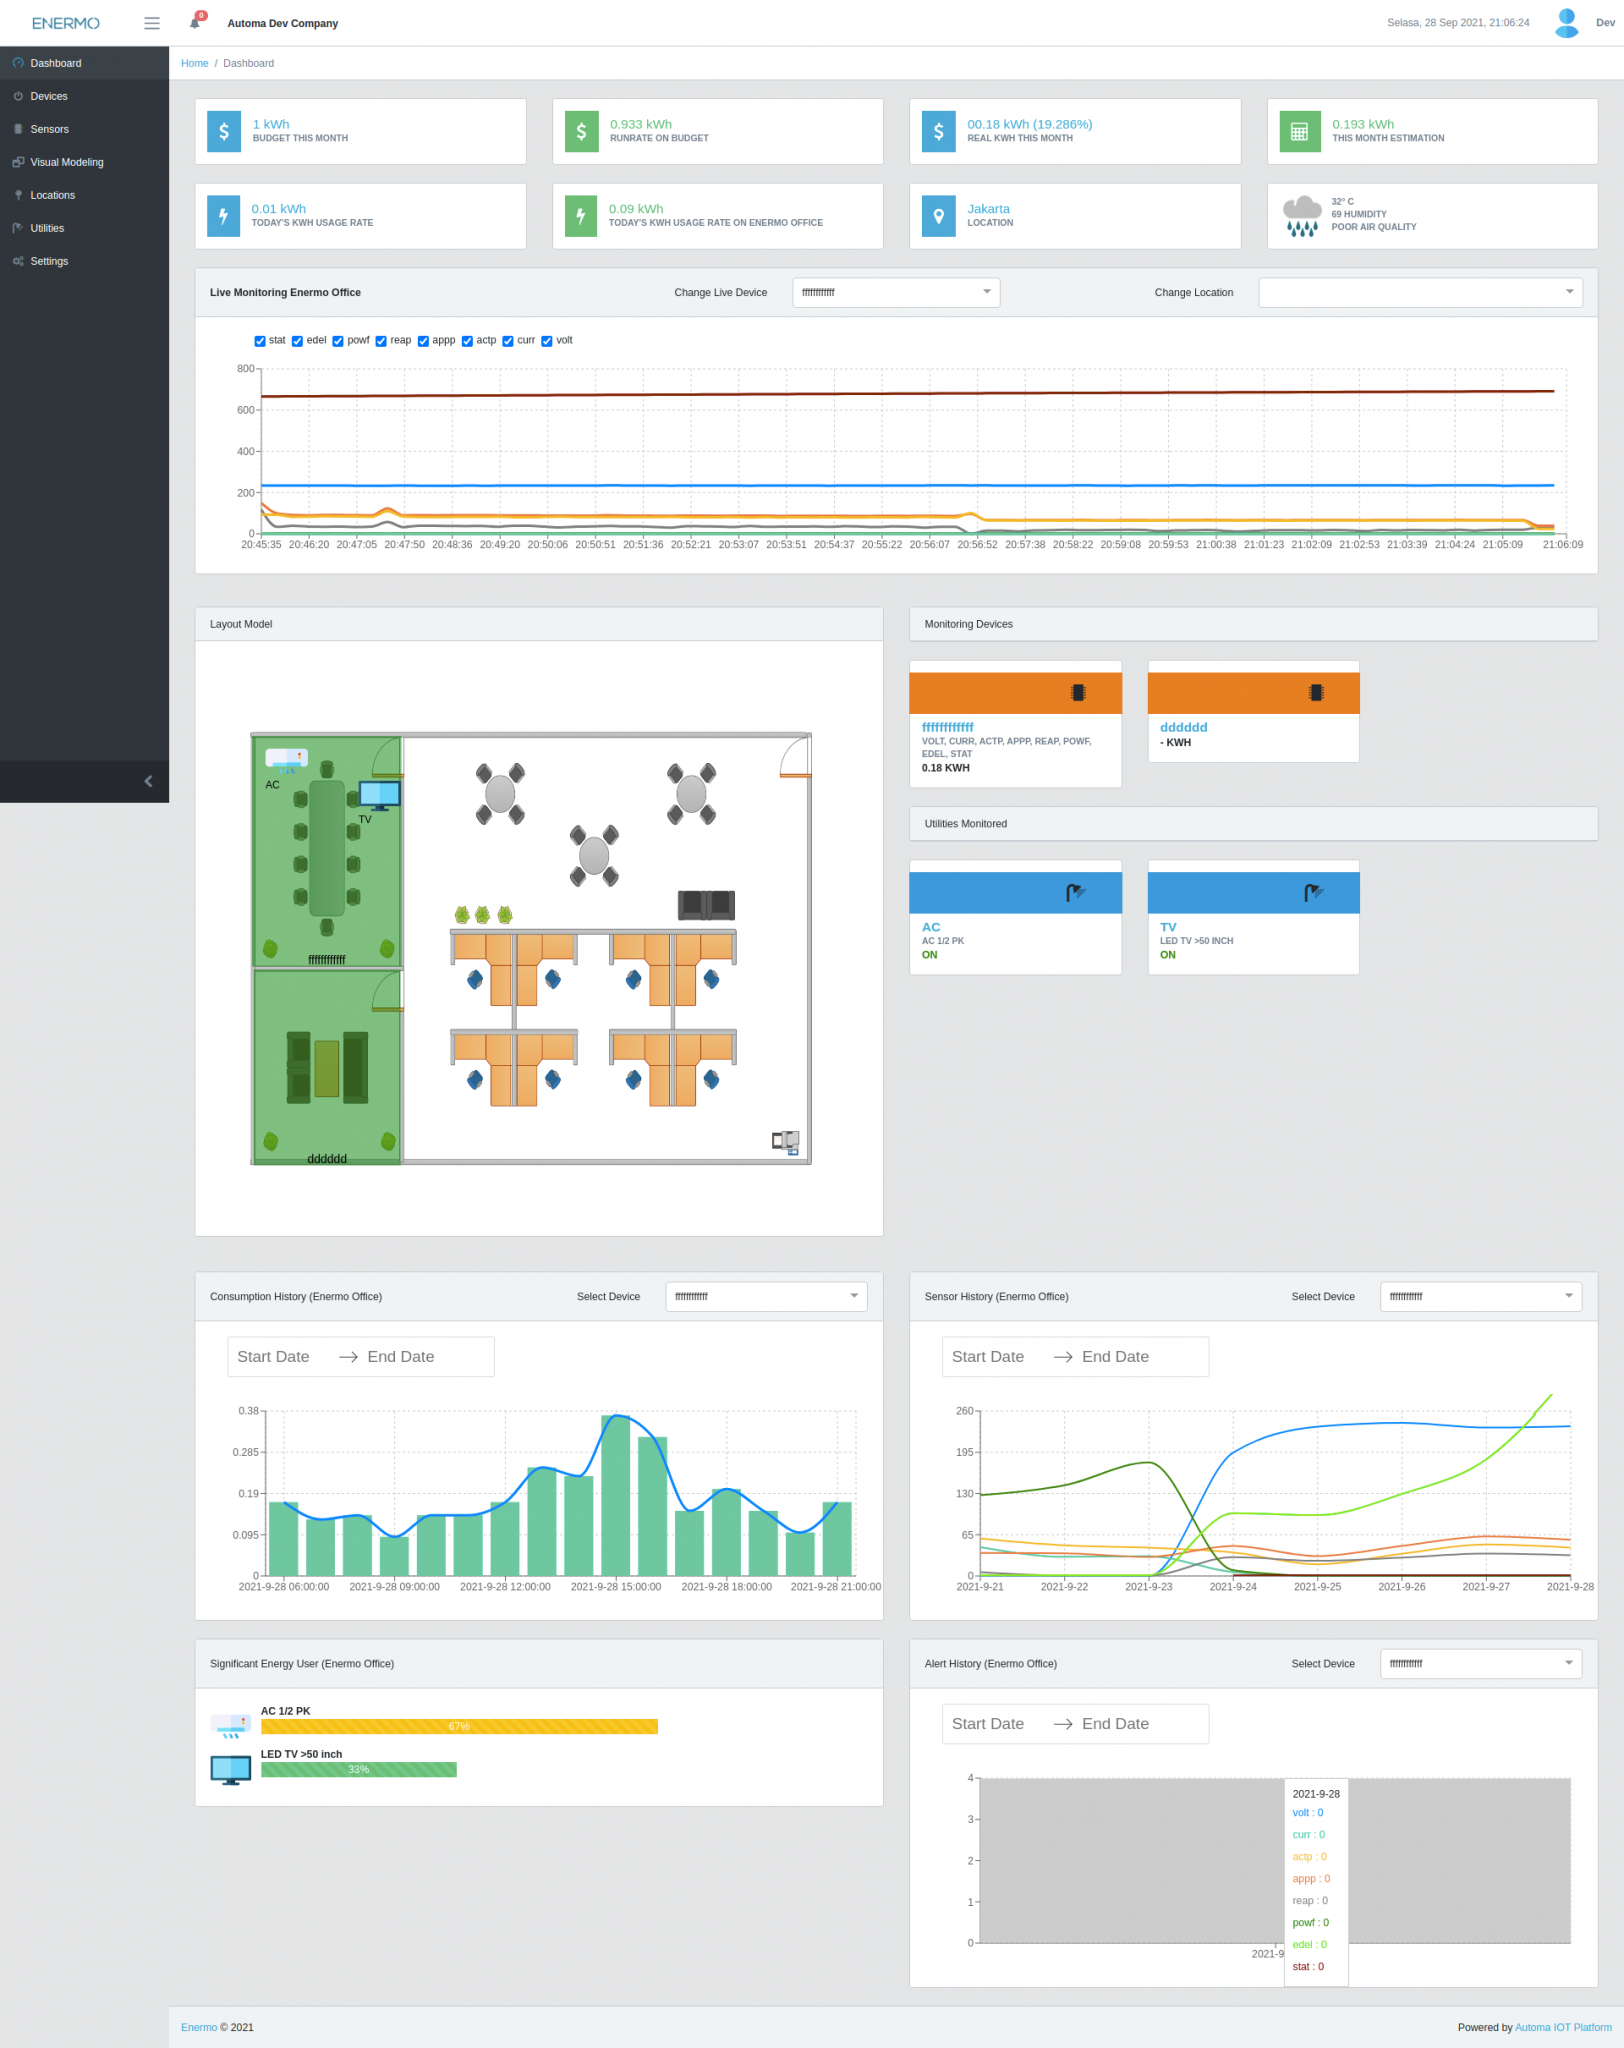 ENERMO
0
Automa Dev Company
Selasa, 28 Sep 2021, 21:06:24
Dev
Dashboard
Devices
Sensors
Visual Modeling
Locations
Utilities
Settings
Home / Dashboard
1 kWh
BUDGET THIS MONTH
0.933 kWh
RUNRATE ON BUDGET
00.18 kWh (19.286%)
REAL KWH THIS MONTH
0.193 kWh
THIS MONTH ESTIMATION
0.01 kWh
TODAY'S KWH USAGE RATE
0.09 kWh
TODAY'S KWH USAGE RATE ON ENERMO OFFICE
Jakarta
LOCATION
32° C
69 HUMIDITY
POOR AIR QUALITY
Live Monitoring Enermo Office
Change Live Device
ffffffffffff
Change Location
stat edel powf reap appp actp curr volt
800
600
400
200
0
20:45:35 20:46:20 20:47:05 20:47:50 20:48:36 20:49:20 20:50:06 20:50:51 20:51:36 20:52:21 20:53:07 20:53:51 20:54:37 20:55:22 20:56:07 20:56:52 20:57:38 20:58:22 20:59:08 20:59:53 21:00:38 21:01:23 21:02:09 21:02:53 21:03:39 21:04:24 21:05:09 21:06:09
Layout Model
AC
TV
ffffffffffff
dddddd
Monitoring Devices
ffffffffffff
VOLT, CURR, ACTP, APPP, REAP, POWF,
EDEL, STAT
0.18 KWH
dddddd
- KWH
Utilities Monitored
AC
AC 1/2 PK
ON
TV
LED TV >50 INCH
ON
Consumption History (Enermo Office)
Select Device
ffffffffffff
Start Date → End Date
0.38
0.285
0.19
0.095
0
2021-9-28 06:00:00 2021-9-28 09:00:00 2021-9-28 12:00:00 2021-9-28 15:00:00 2021-9-28 18:00:00 2021-9-28 21:00:00
Sensor History (Enermo Office)
Select Device
ffffffffffff
Start Date → End Date
260
195
130
65
0
2021-9-21 2021-9-22 2021-9-23 2021-9-24 2021-9-25 2021-9-26 2021-9-27 2021-9-28
Significant Energy User (Enermo Office)
AC 1/2 PK
67%
LED TV >50 inch
33%
Alert History (Enermo Office)
Select Device
ffffffffffff
Start Date → End Date
4
3
2
1
0
2021-9
2021-9-28
volt : 0
curr : 0
actp : 0
appp : 0
reap : 0
powf : 0
edel : 0
stat : 0
Enermo © 2021
Powered by Automa IOT Platform